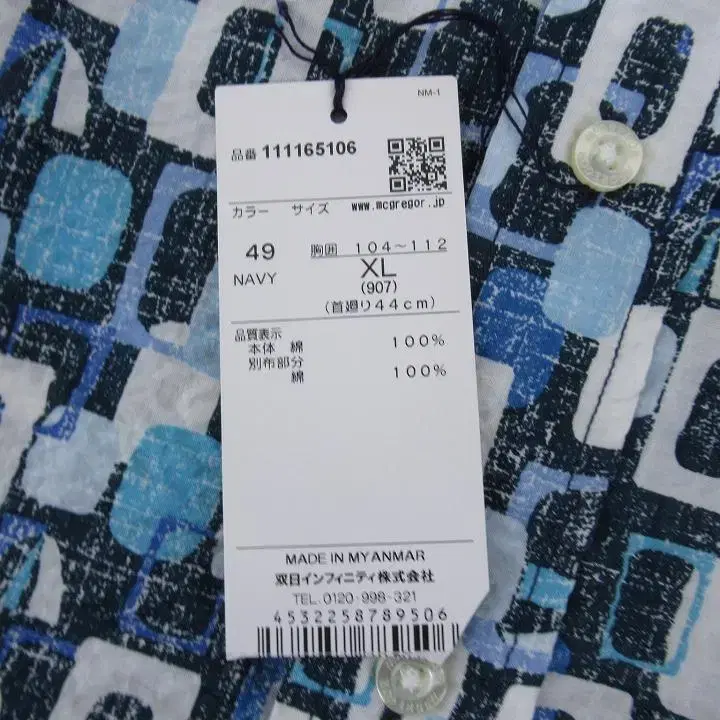 NM-1
品番 111165106
カラー サイズ www.mcgregor.jp
49 胸囲 104～112
NAVY XL
(907)
(首廻り44cm)
品質表示
本体 綿 100%
別布部分
綿 100%
MADE IN MYANMAR
双日インフィニティ株式会社
TEL.0120-998-321
4532258789506